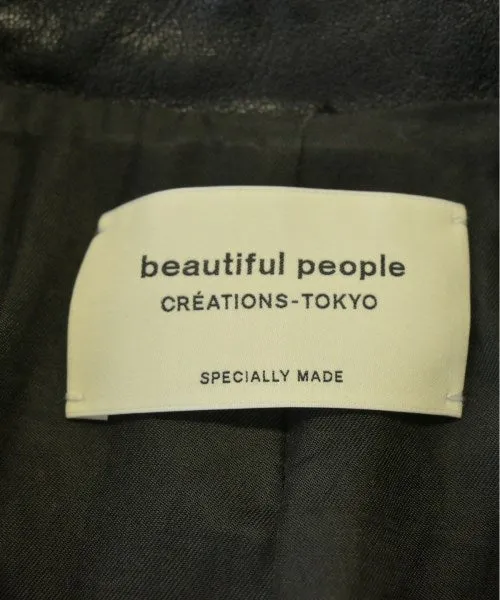 beautiful people
CRÉATIONS-TOKYO
SPECIALLY MADE